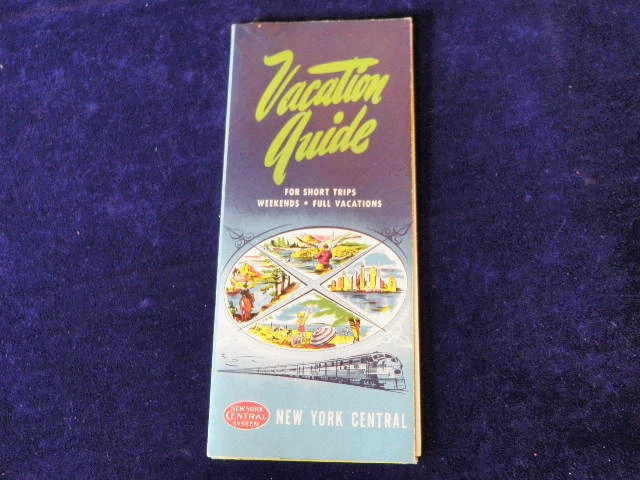 Vacation
Guide
FOR SHORT TRIPS
WEEKENDS • FULL VACATIONS
NEW YORK
CENTRAL
SYSTEM
NEW YORK CENTRAL